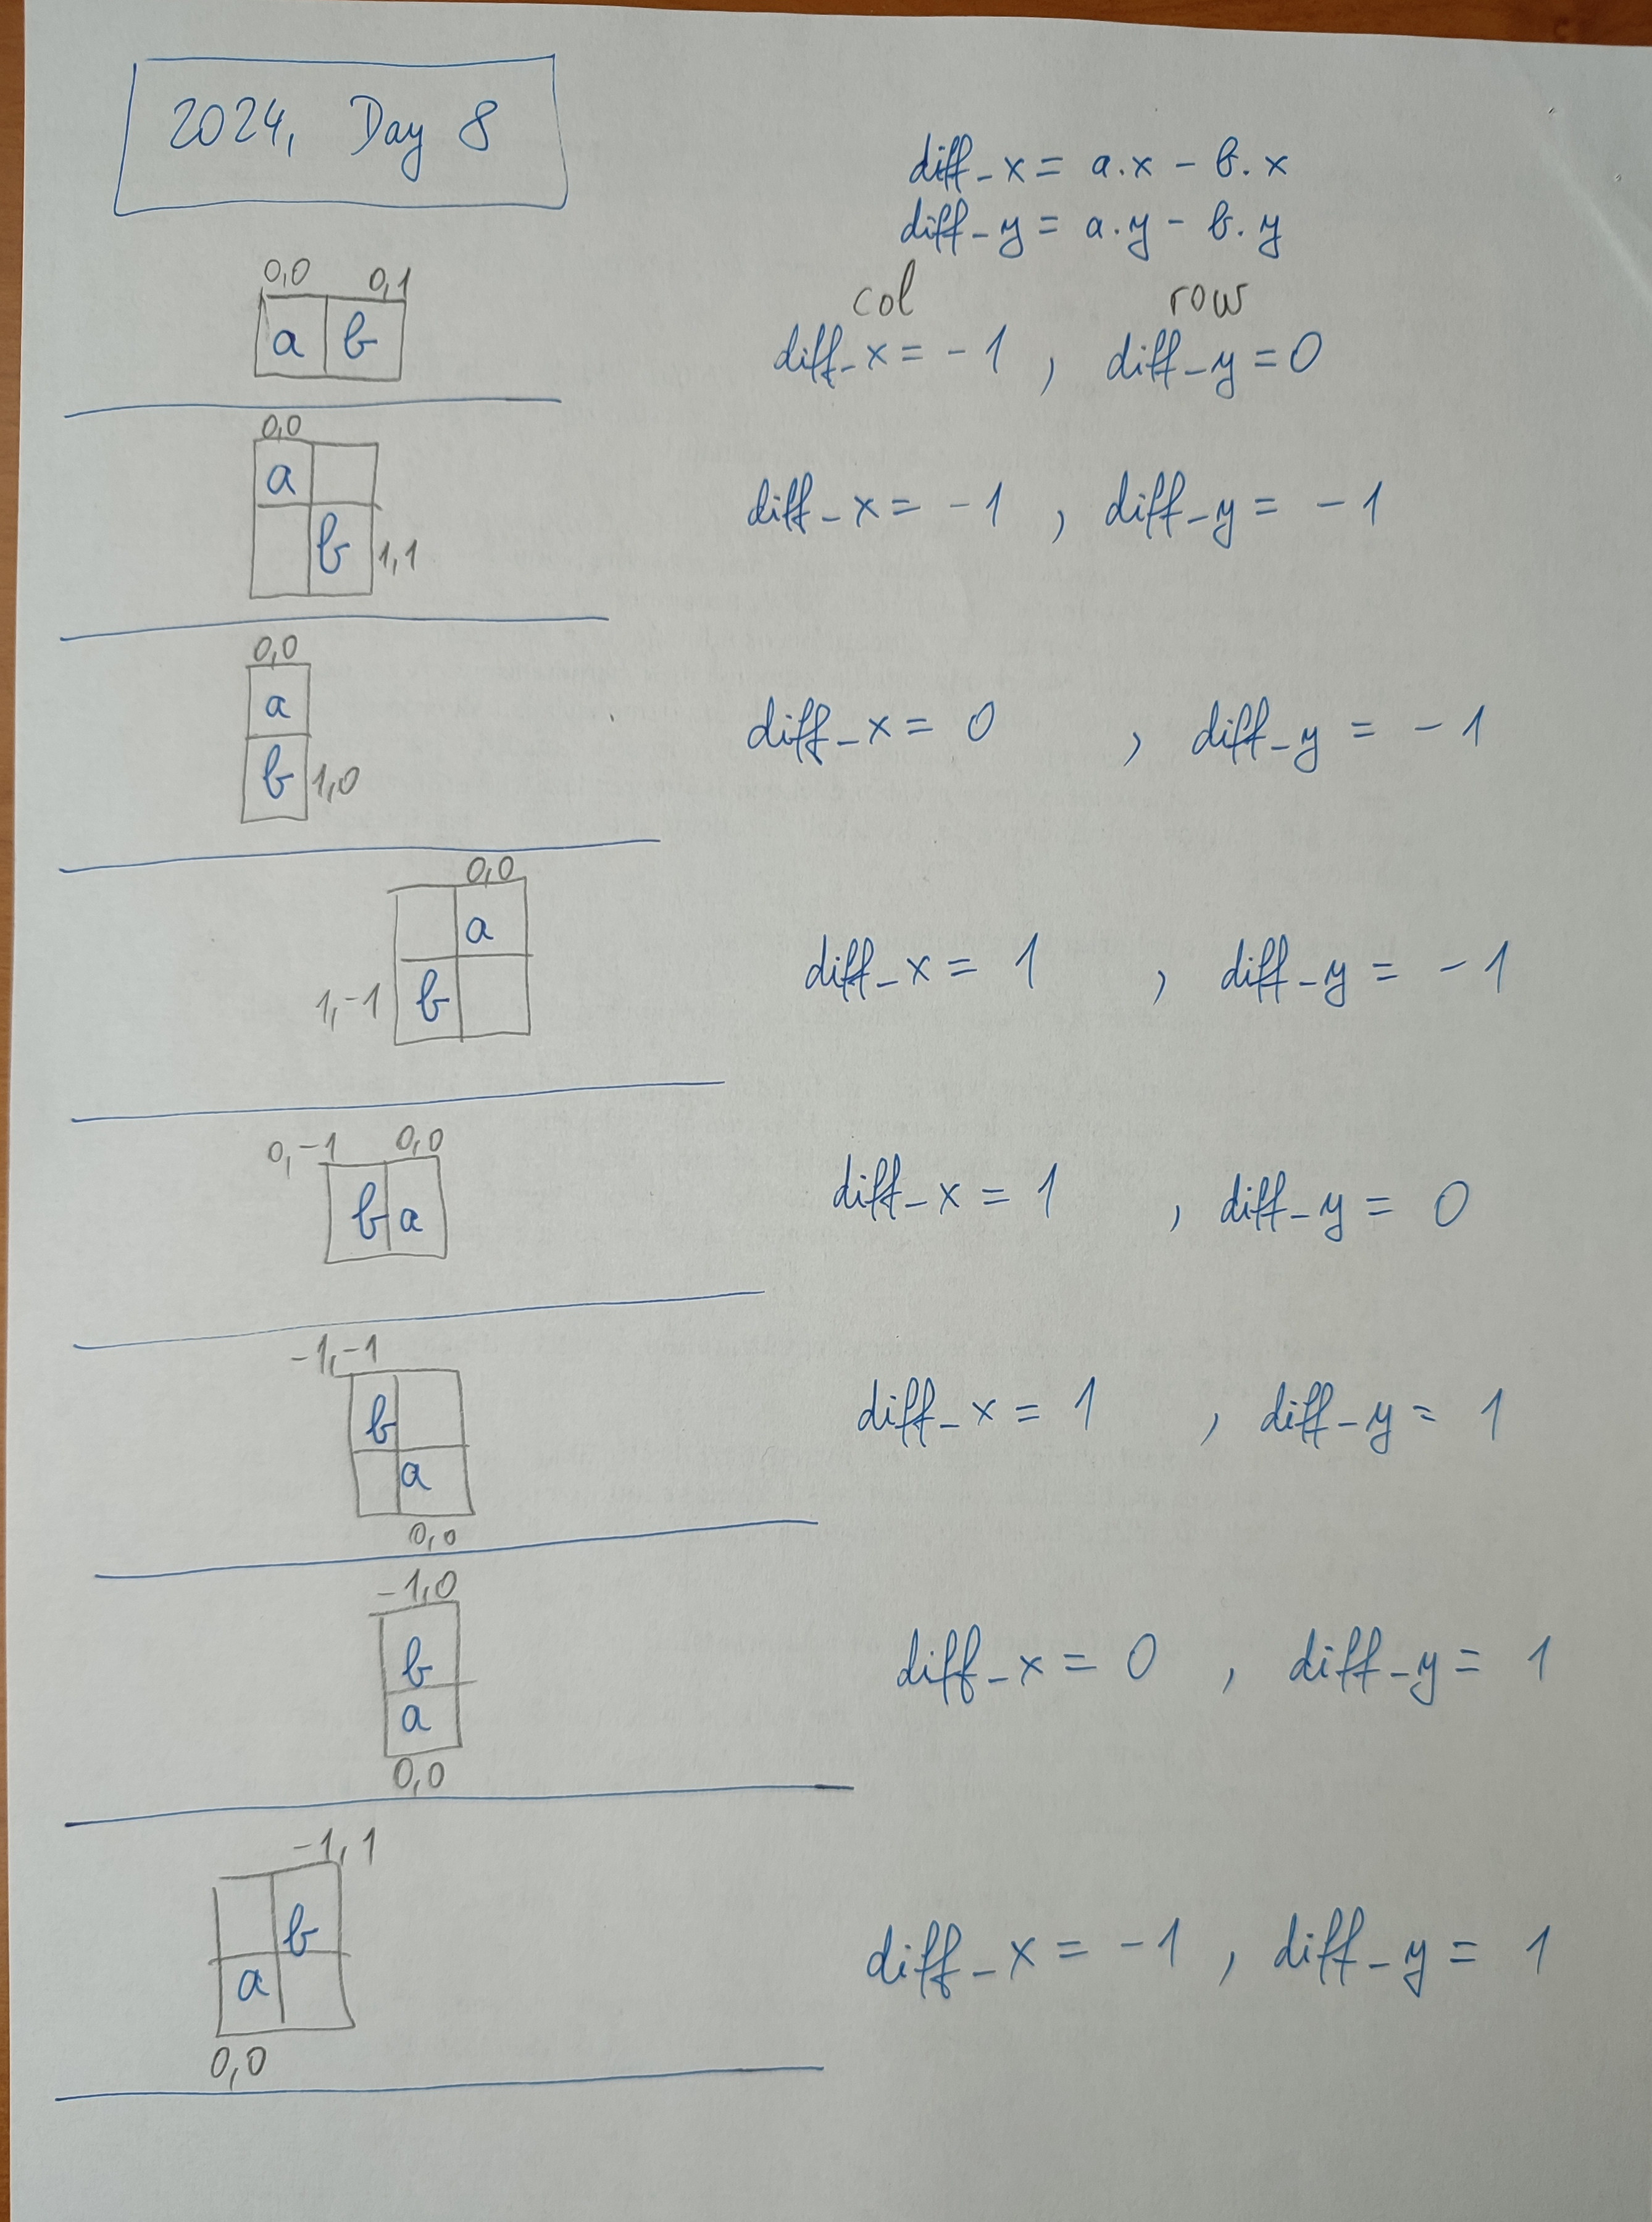 2024, Day 8
diff_x = a.x - b.x
diff_y = a.y - b.y
0,0 0,1
col row
a b
diff_x = -1 , diff_y = 0
0,0
a
diff_x = -1 , diff_y = -1
b 1,1
0,0
a
diff_x = 0 , diff_y = -1
b 1,0
0,0
a
diff_x = 1 , diff_y = -1
1,-1 b
0,-1 0,0
b a
diff_x = 1 , diff_y = 0
-1,-1
b
diff_x = 1 , diff_y = 1
a
0,0
-1,0
b
diff_x = 0 , diff_y = 1
a
0,0
-1,1
b
diff_x = -1 , diff_y = 1
a
0,0